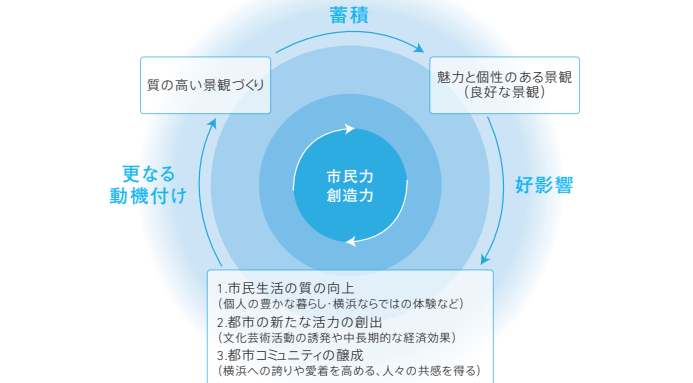 蓄積
質の高い景観づくり
魅力と個性のある景観
(良好な景観)
更なる
動機付け
市民力
創造力
好影響
1.市民生活の質の向上
(個人の豊かな暮らし・横浜ならではの体験など)
2.都市の新たな活力の創出
(文化芸術活動の誘発や中長期的な経済効果)
3.都市コミュニティの醸成
(横浜への誇りや愛着を高める、人々の共感を得る)